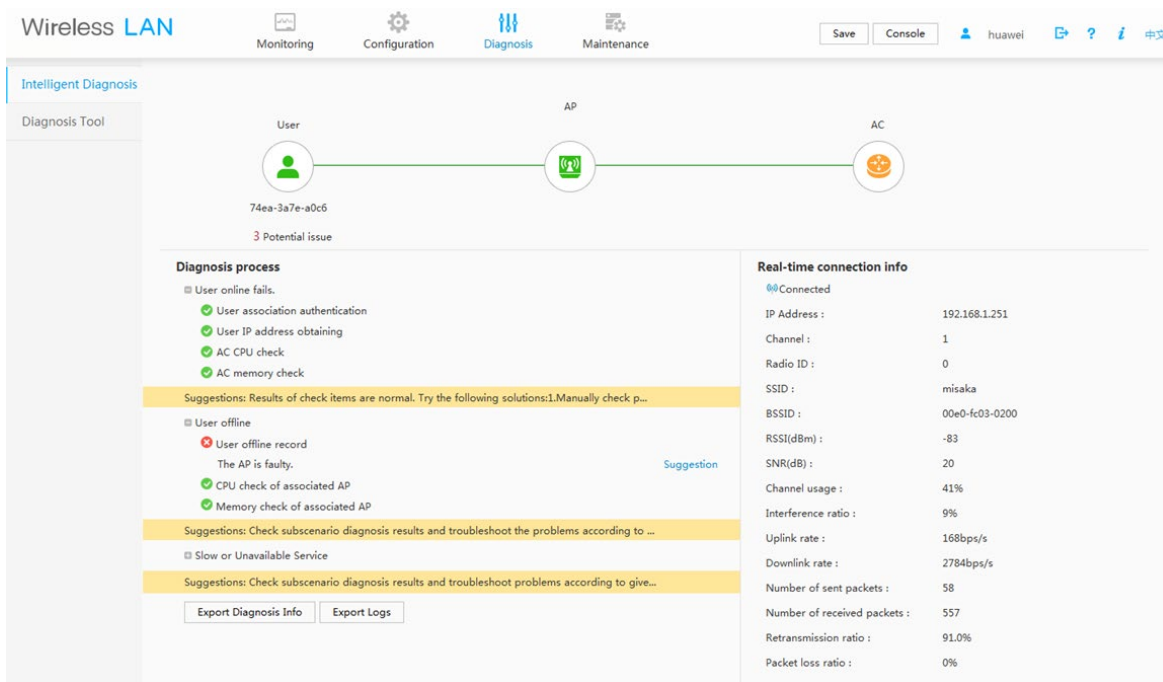 Wireless LAN
Monitoring
Configuration
Diagnosis
Maintenance
Save
Console
huawei
?
i
中文
Intelligent Diagnosis
Diagnosis Tool
User
AP
AC
74ea-3a7e-a0c6
3 Potential issue
Diagnosis process
User online fails.
User association authentication
User IP address obtaining
AC CPU check
AC memory check
Suggestions: Results of check items are normal. Try the following solutions:1.Manually check p...
User offline
User offline record
The AP is faulty. Suggestion
CPU check of associated AP
Memory check of associated AP
Suggestions: Check subscenario diagnosis results and troubleshoot the problems according to ...
Slow or Unavailable Service
Suggestions: Check subscenario diagnosis results and troubleshoot problems according to give...
Export Diagnosis Info
Export Logs
Real-time connection info
Connected
IP Address : 192.168.1.251
Channel : 1
Radio ID : 0
SSID : misaka
BSSID : 00e0-fc03-0200
RSSI(dBm) : -83
SNR(dB) : 20
Channel usage : 41%
Interference ratio : 9%
Uplink rate : 168bps/s
Downlink rate : 2784bps/s
Number of sent packets : 58
Number of received packets : 557
Retransmission ratio : 91.0%
Packet loss ratio : 0%